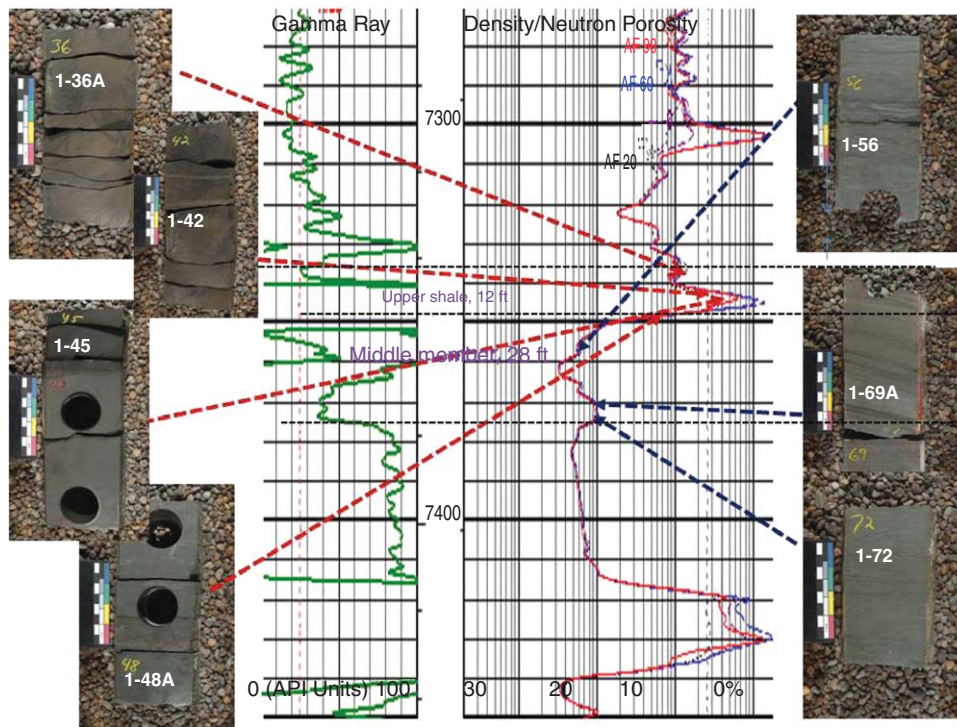 Gamma Ray
Density/Neutron Porosity
36
1-36A
42
1-42
45
1-45
1-48A
48
AF 90
AF 60
AF 20
7300
7400
Upper shale, 12 ft
Middle member, 28 ft
0 (API Units) 100
30 20 10 0%
56
1-56
1-69A
69
72
1-72